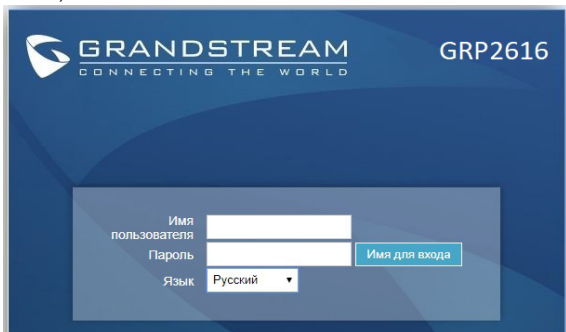 GRANDSTREAM
CONNECTING THE WORLD
GRP2616
Имя
пользователя
Пароль
Имя для входа
Язык
Русский